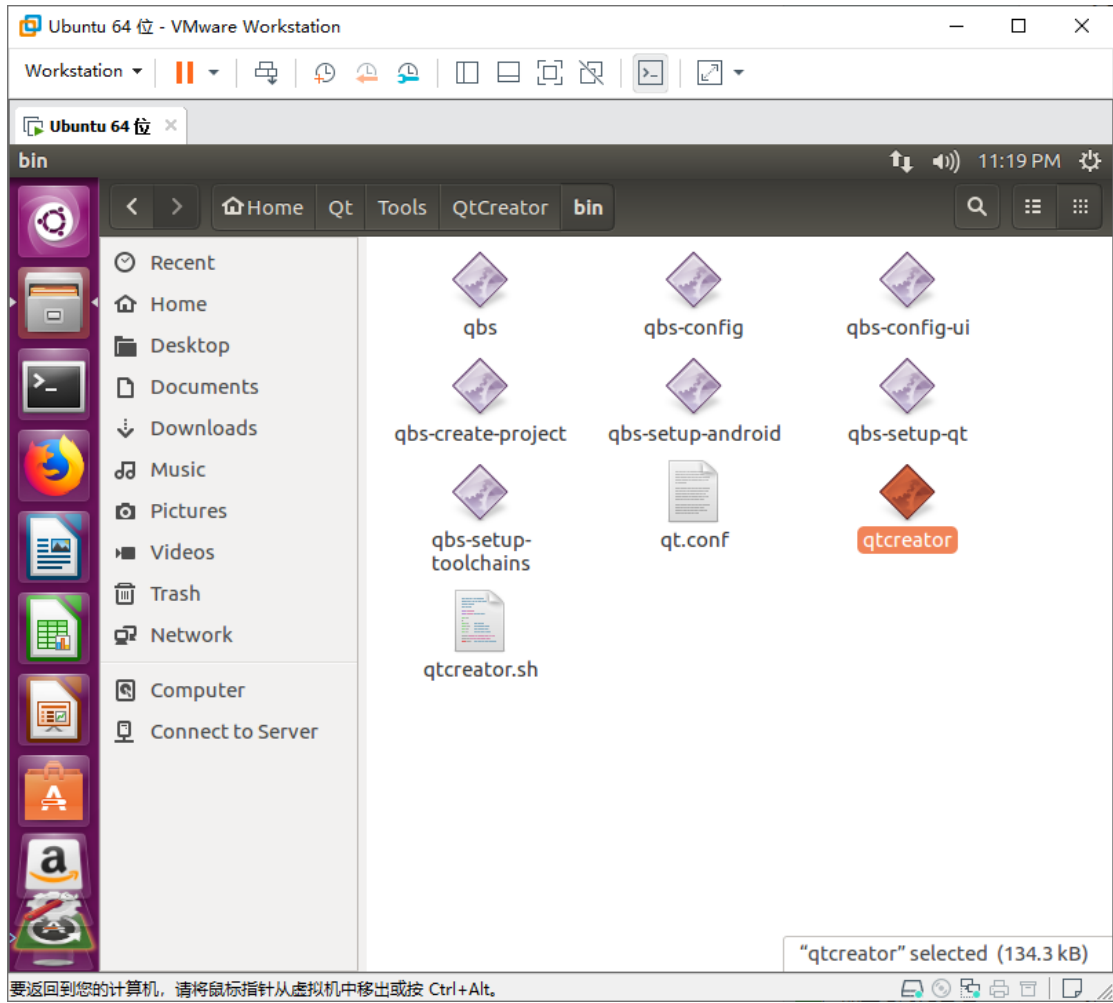 Ubuntu 64 位 - VMware Workstation
Workstation
Ubuntu 64 位
bin
11:19 PM
Home Qt Tools QtCreator bin
Recent
Home
Desktop
Documents
Downloads
Music
Pictures
Videos
Trash
Network
Computer
Connect to Server
qbs
qbs-config
qbs-config-ui
qbs-create-project
qbs-setup-android
qbs-setup-qt
qbs-setup-
toolchains
qt.conf
qtcreator
qtcreator.sh
“qtcreator” selected (134.3 kB)
要返回到您的计算机，请将鼠标指针从虚拟机中移出或按 Ctrl+Alt。